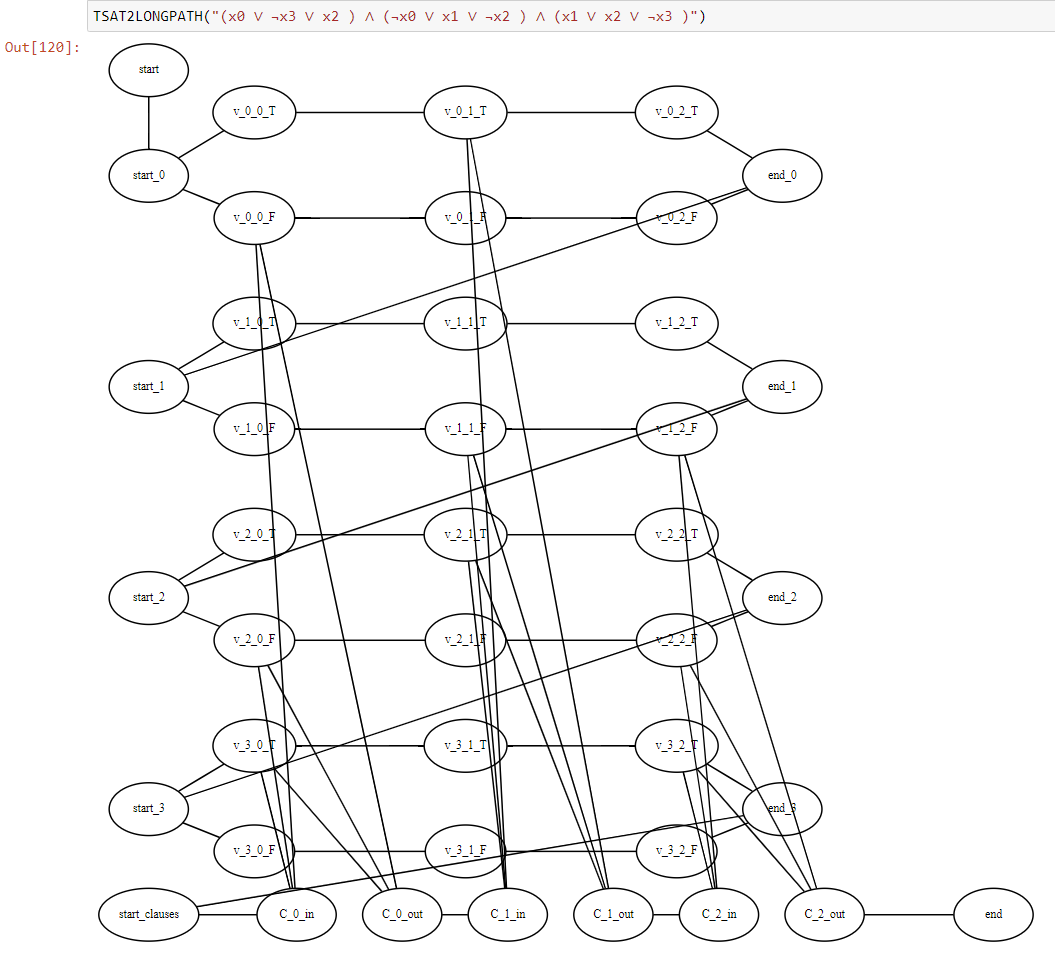 TSAT2LONGPATH("(x0 ∨ ¬x3 ∨ x2 ) ∧ (¬x0 ∨ x1 ∨ ¬x2 ) ∧ (x1 ∨ x2 ∨ ¬x3 )")
Out[120]:
start
v_0_0_T v_0_1_T v_0_2_T
start_0 end_0
v_0_0_F v_0_1_F v_0_2_F
v_1_0_T v_1_1_T v_1_2_T
start_1 end_1
v_1_0_F v_1_1_F v_1_2_F
v_2_0_T v_2_1_T v_2_2_T
start_2 end_2
v_2_0_F v_2_1_F v_2_2_F
v_3_0_T v_3_1_T v_3_2_T
start_3 end_3
v_3_0_F v_3_1_F v_3_2_F
start_clauses C_0_in C_0_out C_1_in C_1_out C_2_in C_2_out end